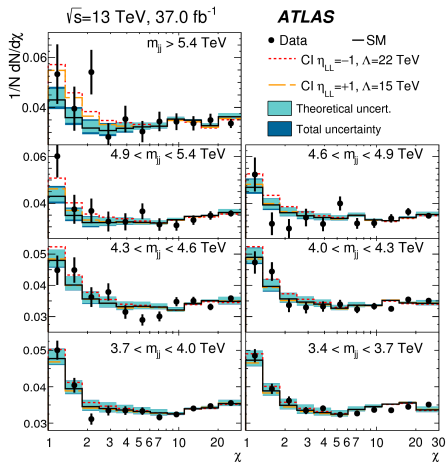 √s=13 TeV, 37.0 fb⁻¹ ATLAS
1/N dN/dχ
m_jj > 5.4 TeV
0.06
0.04
Data
SM
CI η_LL=−1, Λ=22 TeV
CI η_LL=+1, Λ=15 TeV
Theoretical uncert.
Total uncertainty
4.9 < m_jj < 5.4 TeV
4.6 < m_jj < 4.9 TeV
0.06
0.05
0.04
0.03
4.3 < m_jj < 4.6 TeV
4.0 < m_jj < 4.3 TeV
0.05
0.04
0.03
3.7 < m_jj < 4.0 TeV
3.4 < m_jj < 3.7 TeV
0.05
0.04
0.03
1 2 3 4 5 6 7 10 20 χ
1 2 3 4 5 6 7 10 20 30
χ